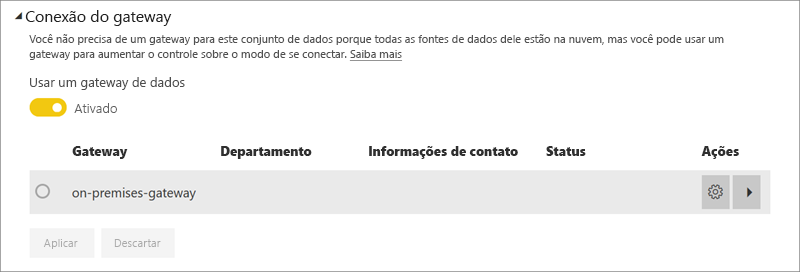 Conexão do gateway
Você não precisa de um gateway para este conjunto de dados porque todas as fontes de dados dele estão na nuvem, mas você pode usar um
gateway para aumentar o controle sobre o modo de se conectar. Saiba mais
Usar um gateway de dados
Ativado
Gateway Departamento Informações de contato Status Ações
on-premises-gateway
Aplicar Descartar